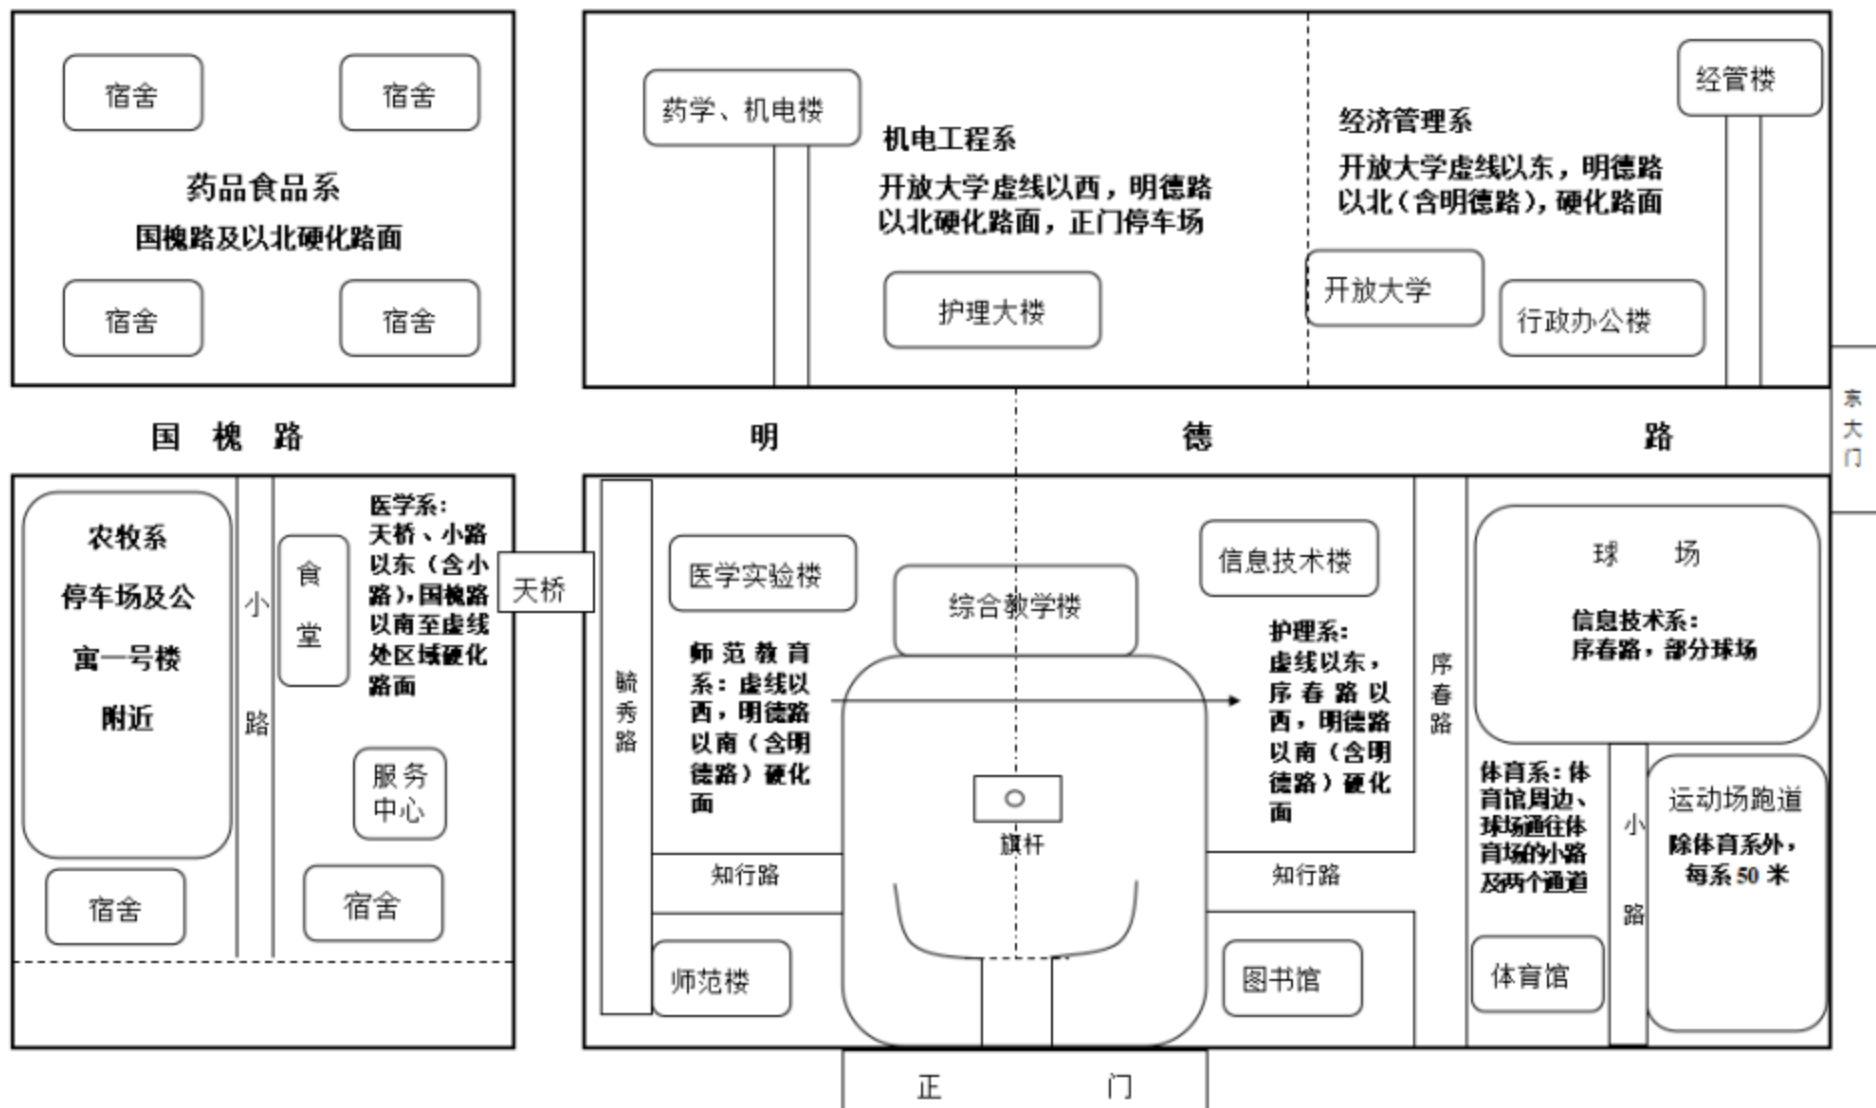 宿舍
宿舍
药品食品系
国槐路及以北硬化路面
宿舍
宿舍
药学、机电楼
机电工程系
开放大学虚线以西，明德路
以北硬化路面，正门停车场
护理大楼
经管楼
经济管理系
开放大学虚线以东，明德路
以北（含明德路），硬化路面
开放大学
行政办公楼
东大门
国槐路
明德路
农牧系
停车场及公
寓一号楼
附近
宿舍
小路
食堂
医学系：
天桥、小路
以东（含小
路），国槐路
以南至虚线
处区域硬化
路面
服务
中心
宿舍
天桥
毓秀路
医学实验楼
师范教育
系：虚线以
西，明德路
以南（含明
德路）硬化
面
知行路
师范楼
综合教学楼
旗杆
信息技术楼
护理系：
虚线以东，
序春路以
西，明德路
以南（含明
德路）硬化
面
知行路
图书馆
序春路
球场
信息技术系：
序春路，部分球场
体育系：体
育馆周边、
球场通往体
育场的小路
及两个通道
体育馆
小路
运动场跑道
除体育系外，
每系 50 米
正门